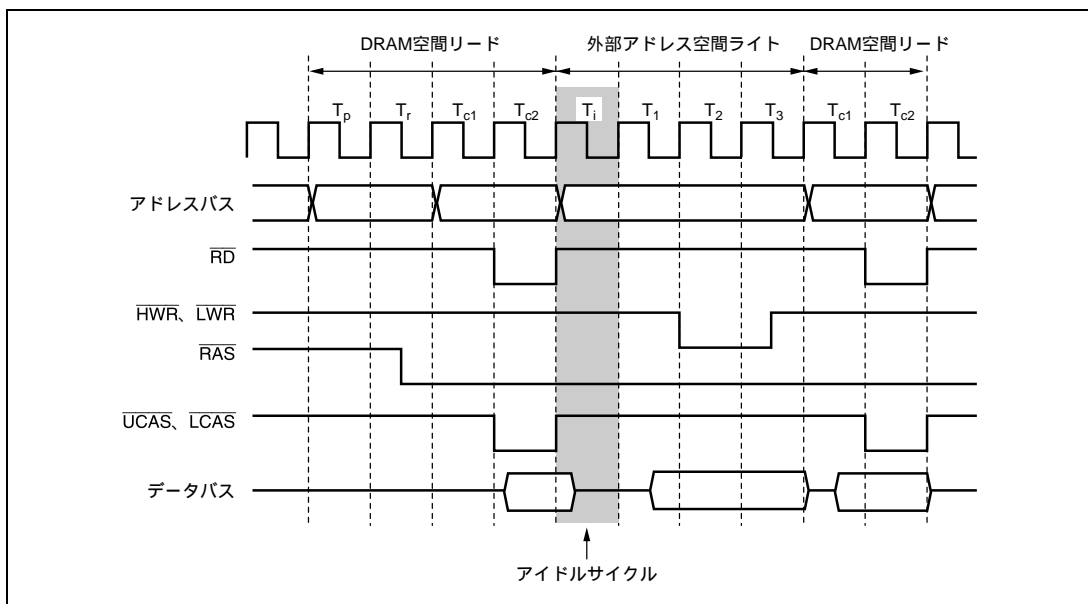 DRAM空間リード 外部アドレス空間ライト DRAM空間リード
Tp Tr Tc1 Tc2 Ti T1 T2 T3 Tc1 Tc2
アドレスバス
RD
HWR、LWR
RAS
UCAS、LCAS
データバス
アイドルサイクル